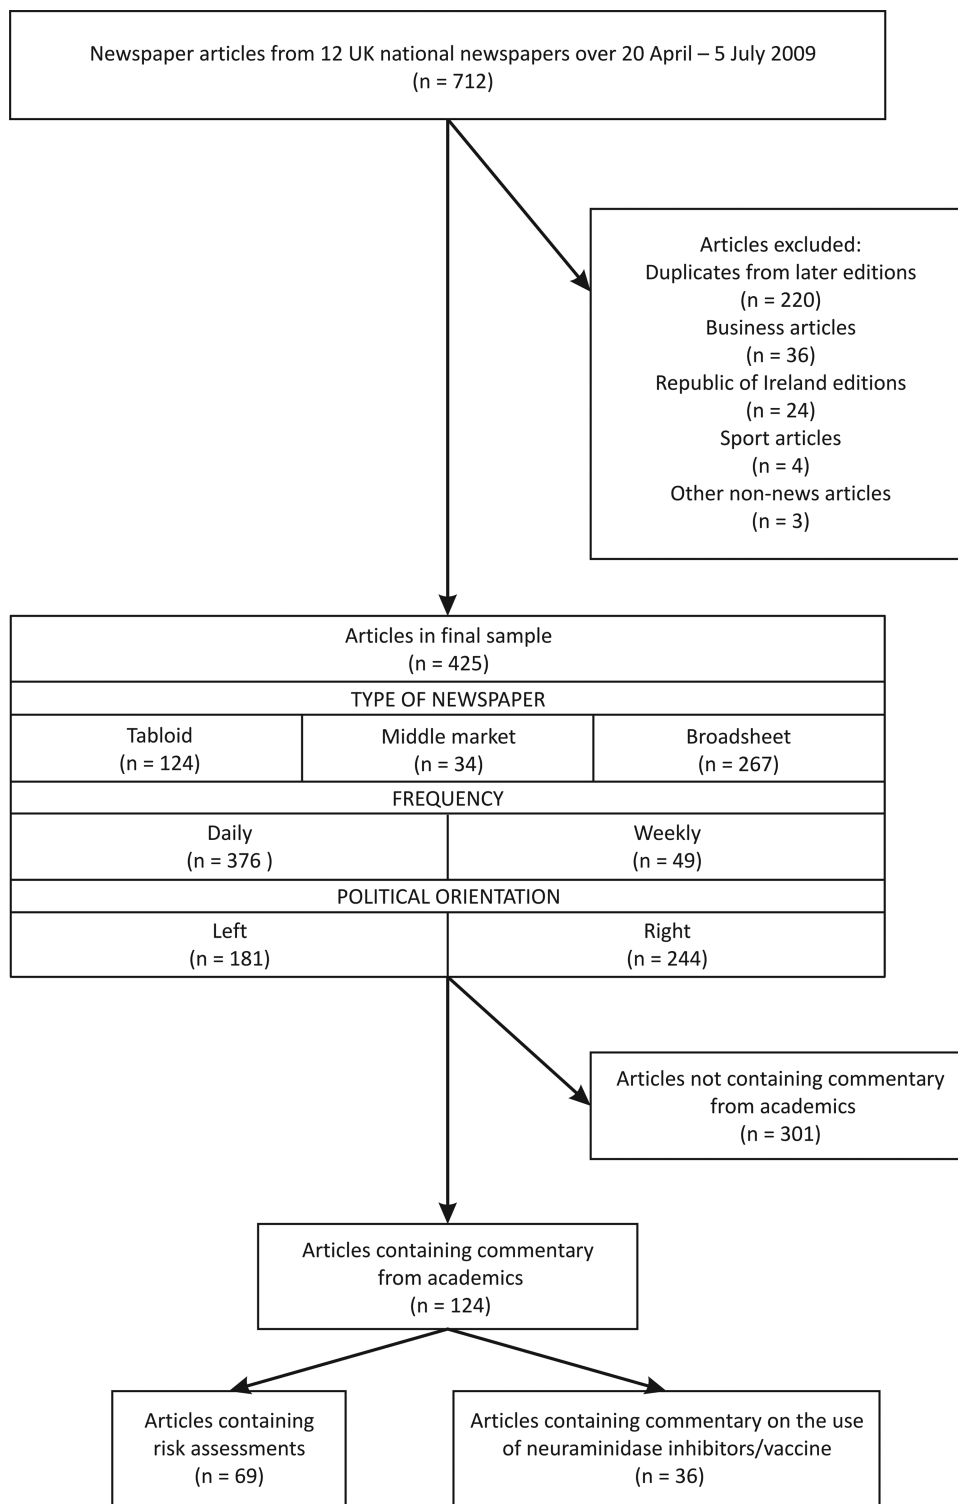 Newspaper articles from 12 UK national newspapers over 20 April – 5 July 2009
(n = 712)
Articles excluded:
Duplicates from later editions
(n = 220)
Business articles
(n = 36)
Republic of Ireland editions
(n = 24)
Sport articles
(n = 4)
Other non-news articles
(n = 3)
Articles in final sample
(n = 425)
TYPE OF NEWSPAPER
Tabloid
(n = 124)
Middle market
(n = 34)
Broadsheet
(n = 267)
FREQUENCY
Daily
(n = 376 )
Weekly
(n = 49)
POLITICAL ORIENTATION
Left
(n = 181)
Right
(n = 244)
Articles not containing commentary
from academics
(n = 301)
Articles containing commentary
from academics
(n = 124)
Articles containing
risk assessments
(n = 69)
Articles containing commentary on the use
of neuraminidase inhibitors/vaccine
(n = 36)